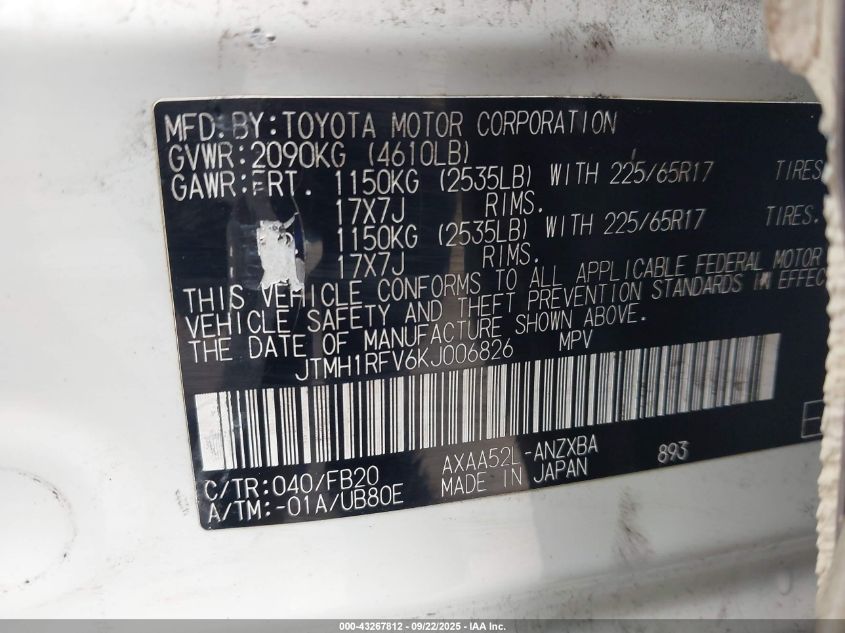 MFD. BY: TOYOTA MOTOR CORPORATION
GVWR: 2090KG (4610LB)
GAWR: FRT. 1150KG (2535LB) WITH 225/65R17 TIRES
17X7J RIMS.
1150KG (2535LB) WITH 225/65R17 TIRES.
17X7J RIMS.
THIS VEHICLE CONFORMS TO ALL APPLICABLE FEDERAL MOTOR
VEHICLE SAFETY AND THEFT PREVENTION STANDARDS IN EFFEC
THE DATE OF MANUFACTURE SHOWN ABOVE.
JTMH1RFV6KJ006826 MPV
C/TR: 040/FB20 AXAA52L-ANZXBA 893
A/TM: -01A/UB80E MADE IN JAPAN
000-43267812 - 09/22/2025 - IAA Inc.